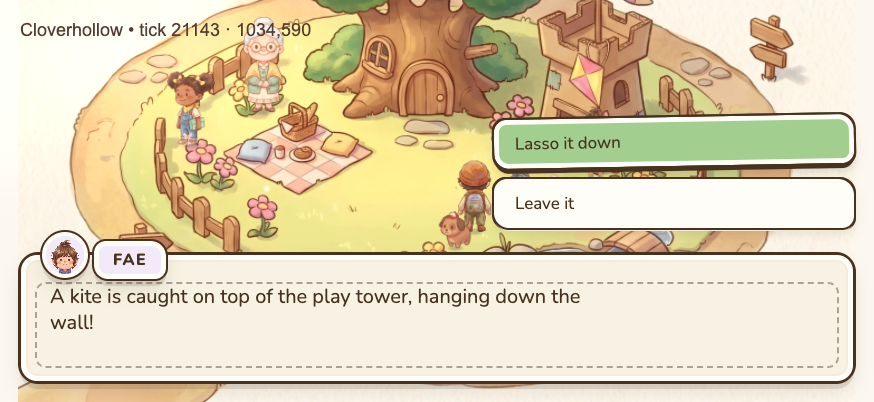 Cloverhollow • tick 21143 · 1034,590
Lasso it down
Leave it
FAE
A kite is caught on top of the play tower, hanging down the
wall!